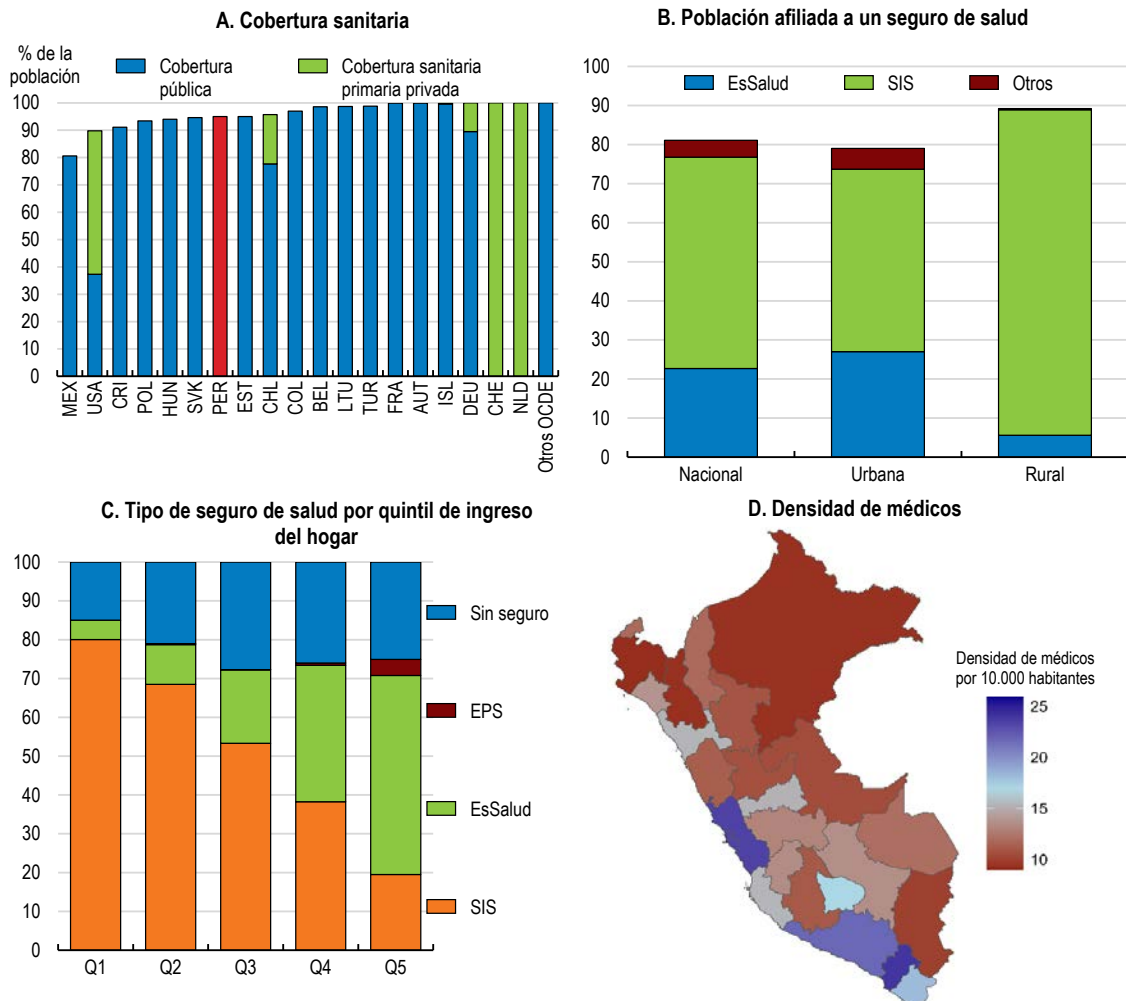 A. Cobertura sanitaria
% de la
población
Cobertura
pública
Cobertura sanitaria
primaria privada
100
90
80
70
60
50
40
30
20
10
0
MEX
USA
CRI
POL
HUN
SVK
PER
EST
CHL
COL
BEL
LTU
TUR
FRA
AUT
ISL
DEU
CHE
NLD
Otros OCDE
B. Población afiliada a un seguro de salud
EsSalud
SIS
Otros
100
90
80
70
60
50
40
30
20
10
0
Nacional
Urbana
Rural
C. Tipo de seguro de salud por quintil de ingreso
del hogar
100
90
80
70
60
50
40
30
20
10
0
Q1
Q2
Q3
Q4
Q5
Sin seguro
EPS
EsSalud
SIS
D. Densidad de médicos
Densidad de médicos
por 10.000 habitantes
25
20
15
10